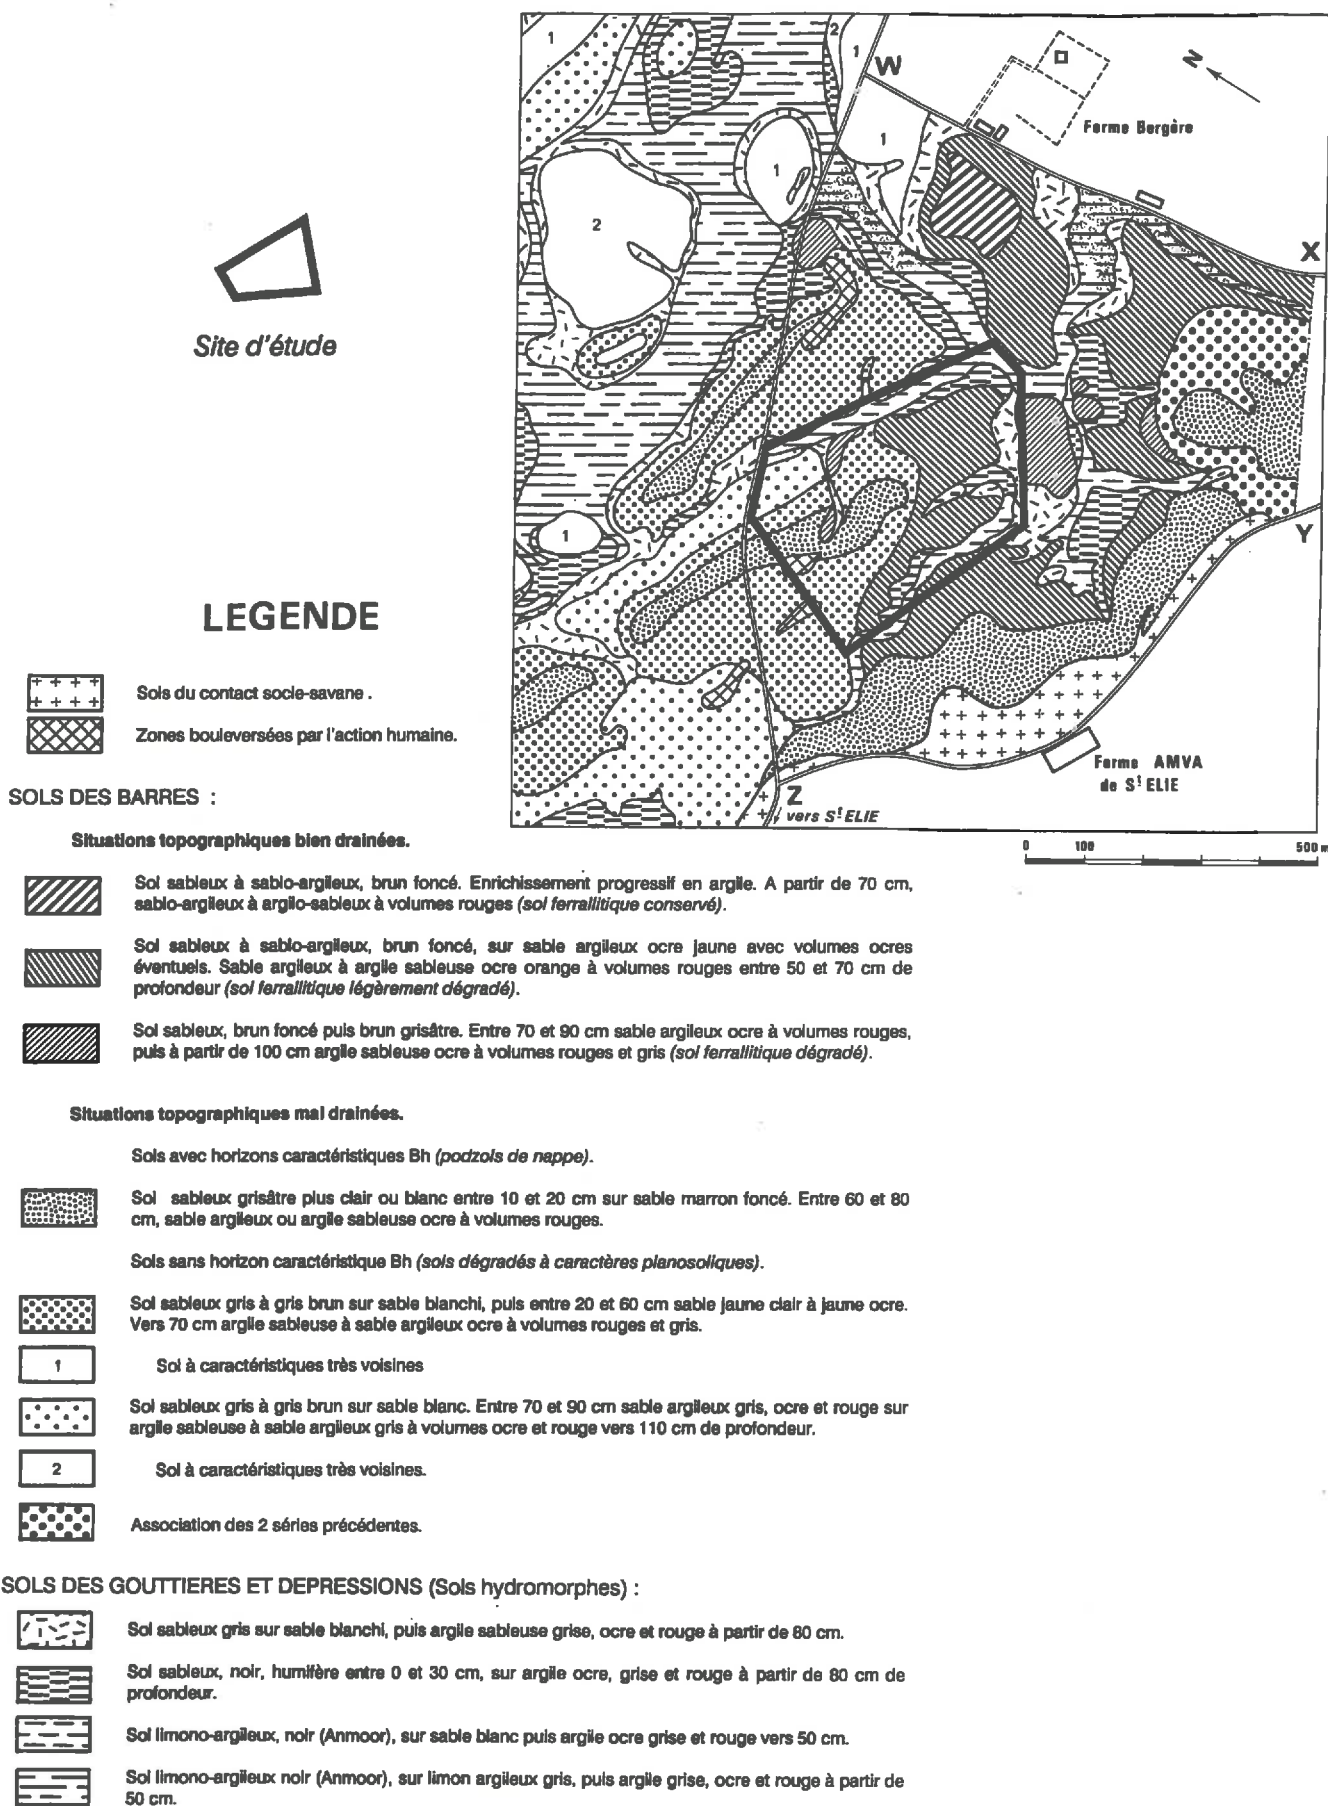 1
2
1
W
N
Ferme Bergère
1
1
2
X
Site d'étude
1
Y
LEGENDE
Sols du contact socle-savane .
Zones bouleversées par l'action humaine.
Ferme AMVA
de St ELIE
Z
vers St ELIE
0 100 500 m
SOLS DES BARRES :
Situations topographiques bien drainées.
Sol sableux à sablo-argileux, brun foncé. Enrichissement progressif en argile. A partir de 70 cm,
sablo-argileux à argilo-sableux à volumes rouges (sol ferrallitique conservé).
Sol sableux à sablo-argileux, brun foncé, sur sable argileux ocre jaune avec volumes ocres
éventuels. Sable argileux à argile sableuse ocre orange à volumes rouges entre 50 et 70 cm de
profondeur (sol ferrallitique légèrement dégradé).
Sol sableux, brun foncé puis brun grisâtre. Entre 70 et 90 cm sable argileux ocre à volumes rouges,
puis à partir de 100 cm argile sableuse ocre à volumes rouges et gris (sol ferrallitique dégradé).
Situations topographiques mal drainées.
Sols avec horizons caractéristiques Bh (podzols de nappe).
Sol sableux grisâtre plus clair ou blanc entre 10 et 20 cm sur sable marron foncé. Entre 60 et 80
cm, sable argileux ou argile sableuse ocre à volumes rouges.
Sols sans horizon caractéristique Bh (sols dégradés à caractères planosoliques).
Sol sableux gris à gris brun sur sable blanchi, puis entre 20 et 60 cm sable jaune clair à jaune ocre.
Vers 70 cm argile sableuse à sable argileux ocre à volumes rouges et gris.
1 Sol à caractéristiques très voisines
Sol sableux gris à gris brun sur sable blanc. Entre 70 et 90 cm sable argileux gris, ocre et rouge sur
argile sableuse à sable argileux gris à volumes ocre et rouge vers 110 cm de profondeur.
2 Sol à caractéristiques très voisines.
Association des 2 séries précédentes.
SOLS DES GOUTTIERES ET DEPRESSIONS (Sols hydromorphes) :
Sol sableux gris sur sable blanchi, puis argile sableuse grise, ocre et rouge à partir de 80 cm.
Sol sableux, noir, humifère entre 0 et 30 cm, sur argile ocre, grise et rouge à partir de 80 cm de
profondeur.
Sol limono-argileux, noir (Anmoor), sur sable blanc puis argile ocre grise et rouge vers 50 cm.
Sol limono-argileux noir (Anmoor), sur limon argileux gris, puis argile grise, ocre et rouge à partir de
50 cm.